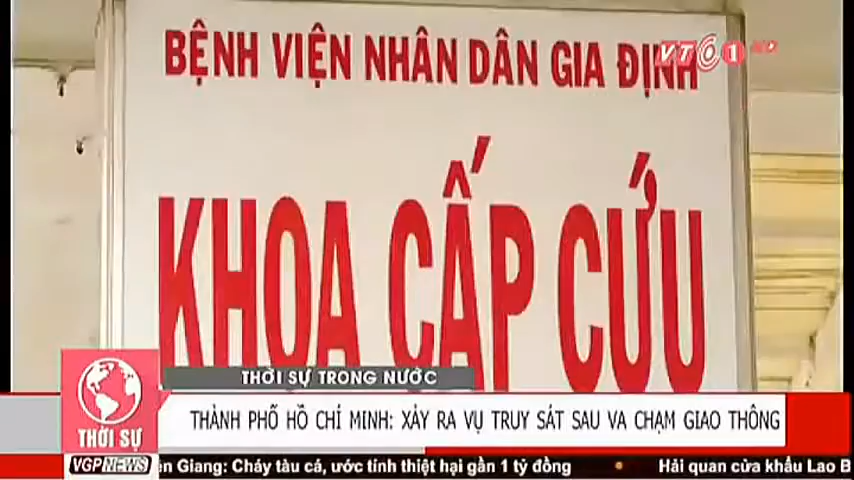 BỆNH VIỆN NHÂN DÂN GIA ĐỊNH
VTC1 HD
KHOA CẤP CỨU
THỜI SỰ TRONG NƯỚC
THÀNH PHỐ HỒ CHÍ MINH: XẢY RA VỤ TRUY SÁT SAU VA CHẠM GIAO THÔNG
THỜI SỰ
VGP NEWS
ên Giang: Cháy tàu cá, ước tính thiệt hại gần 1 tỷ đồng • Hải quan cửa khẩu Lao B